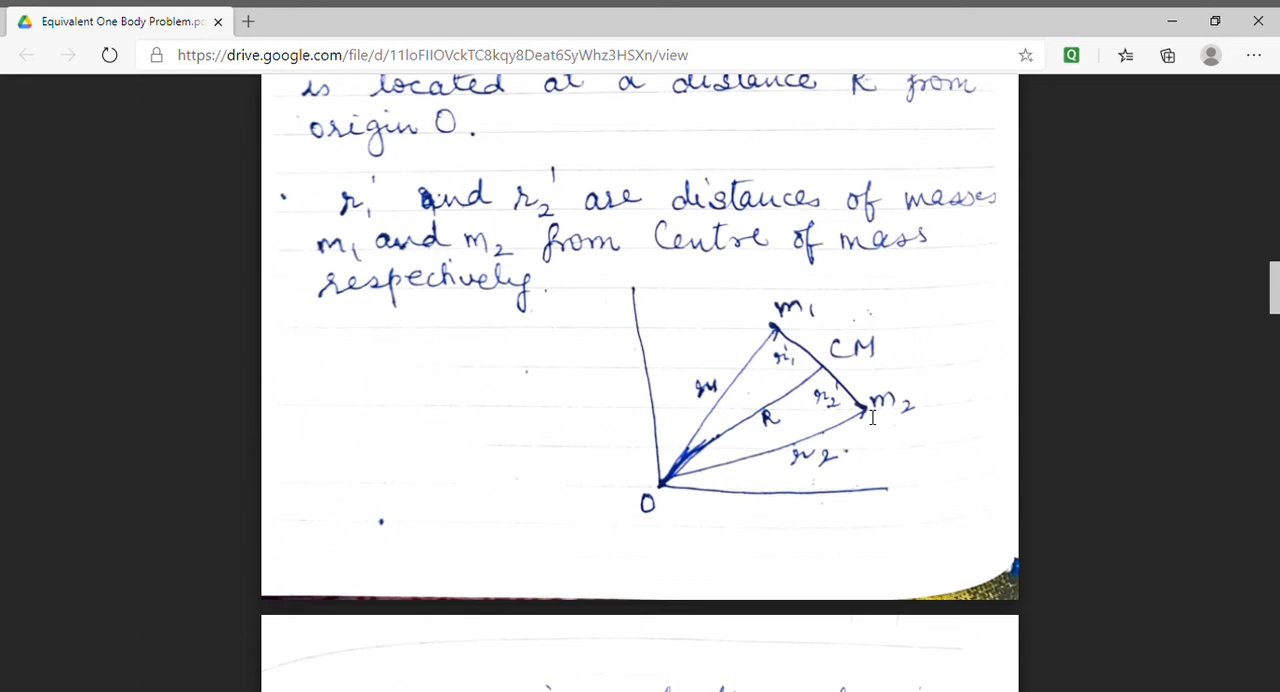 Equivalent One Body Problem.p
https://drive.google.com/file/d/11loFIIOVckTC8kqy8Deat6SyWhz3HSXn/view
is located at a distance R from
origin O.
r₁' and r₂' are distances of masses
m₁ and m₂ from Centre of mass
respectively.
m₁
r₁' CM
r₁ r₂' m₂
R
r₂
O